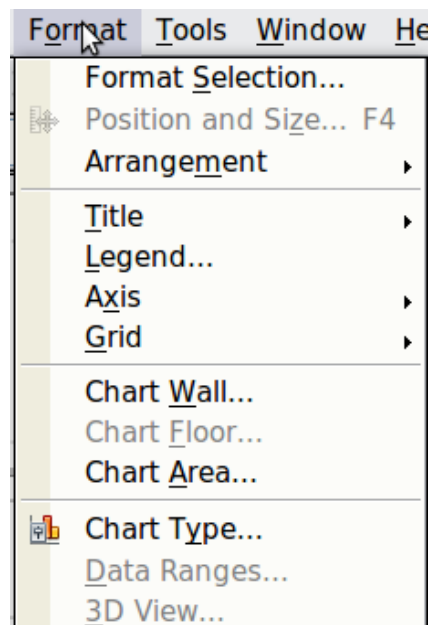 Format Tools Window He
Format Selection...
Position and Size... F4
Arrangement
Title
Legend...
Axis
Grid
Chart Wall...
Chart Floor...
Chart Area...
Chart Type...
Data Ranges...
3D View...